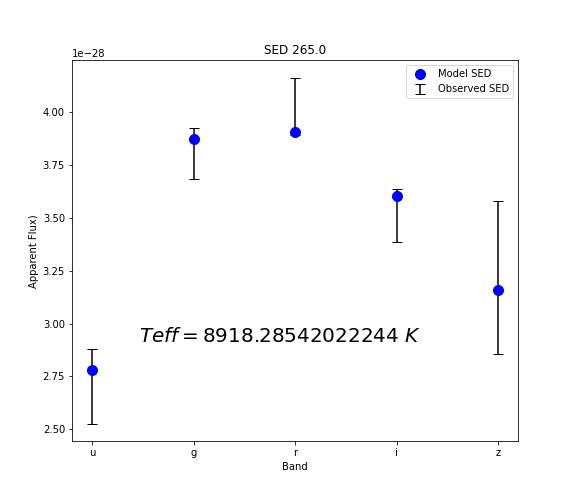 SED 265.0
1e−28
Model SED
Observed SED
4.00
3.75
3.50
3.25
3.00
2.75
2.50
Apparent Flux)
Teff = 8918.28542022244 K
u g r i z
Band